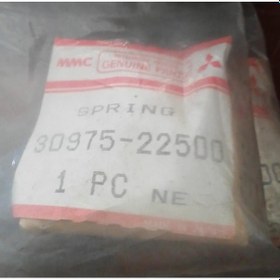 MMC GENUINE
SPRING
30975-22500
1 PC NE